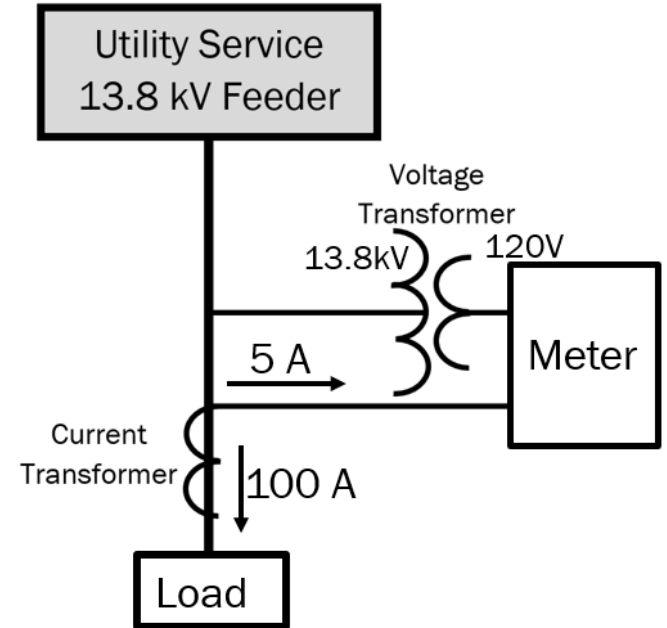 Utility Service
13.8 kV Feeder
Voltage
Transformer
13.8kV
120V
Meter
5 A
Current
Transformer
100 A
Load